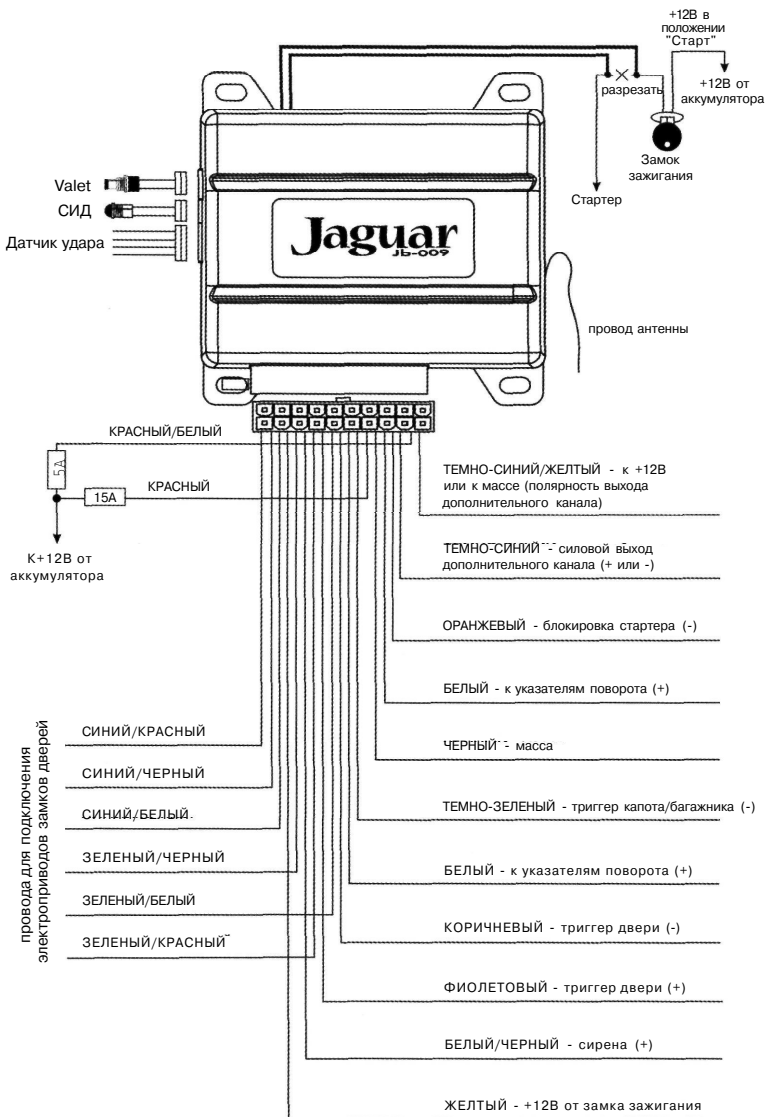 +12В в
положении
"Старт"
+12В от
аккумулятора
разрезать
Замок
зажигания
Стартер
Valet
СИД
Датчик удара
Jaguar
Jb-009
провод антенны
КРАСНЫЙ/БЕЛЫЙ
5А
КРАСНЫЙ
15А
К+12В от
аккумулятора
ТЕМНО-СИНИЙ/ЖЕЛТЫЙ - к +12В
или к массе (полярность выхода
дополнительного канала)
ТЕМНО-СИНИЙ - силовой выход
дополнительного канала (+ или -)
ОРАНЖЕВЫЙ - блокировка стартера (-)
БЕЛЫЙ - к указателям поворота (+)
ЧЕРНЫЙ - масса
ТЕМНО-ЗЕЛЕНЫЙ - триггер капота/багажника (-)
БЕЛЫЙ - к указателям поворота (+)
КОРИЧНЕВЫЙ - триггер двери (-)
ФИОЛЕТОВЫЙ - триггер двери (+)
БЕЛЫЙ/ЧЕРНЫЙ - сирена (+)
ЖЕЛТЫЙ - +12В от замка зажигания
провода для подключения
электроприводов замков дверей
СИНИЙ/КРАСНЫЙ
СИНИЙ/ЧЕРНЫЙ
СИНИЙ/БЕЛЫЙ
ЗЕЛЕНЫЙ/ЧЕРНЫЙ
ЗЕЛЕНЫЙ/БЕЛЫЙ
ЗЕЛЕНЫЙ/КРАСНЫЙ